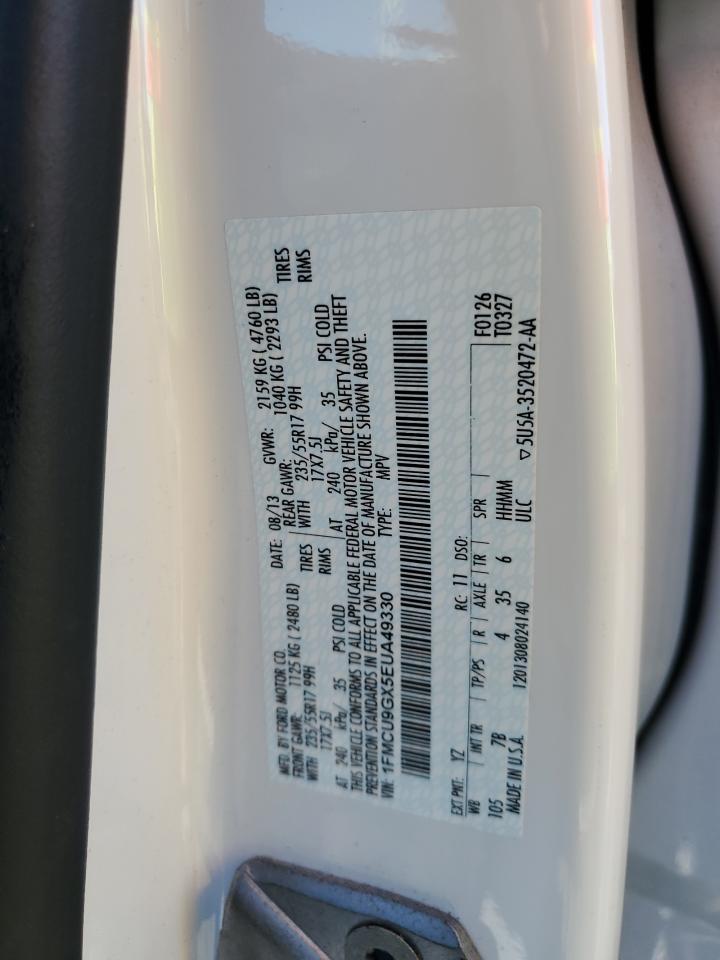 MFD. BY FORD MOTOR CO.
DATE: 08/13 GVWR: 2159 KG ( 4760 LB)
FRONT GAWR: 1125 KG ( 2480 LB) REAR GAWR: 1040 KG ( 2293 LB)
WITH 235/55R17 99H TIRES WITH 235/55R17 99H TIRES
17X7.5J RIMS 17X7.5J RIMS
AT 240 kPa/ 35 PSI COLD AT 240 kPa/ 35 PSI COLD
THIS VEHICLE CONFORMS TO ALL APPLICABLE FEDERAL MOTOR VEHICLE SAFETY AND THEFT
PREVENTION STANDARDS IN EFFECT ON THE DATE OF MANUFACTURE SHOWN ABOVE.
VIN: 1FMCU9GX5EUA49330 TYPE: MPV
EXT PNT: YZ RC: 11 DSO: F0126
WB INT TR TP/PS R AXLE TR SPR T0327
105 7B 4 35 6 HHMM
MADE IN U.S.A. 1201308024140 ULC ▽5U5A-3520472-AA